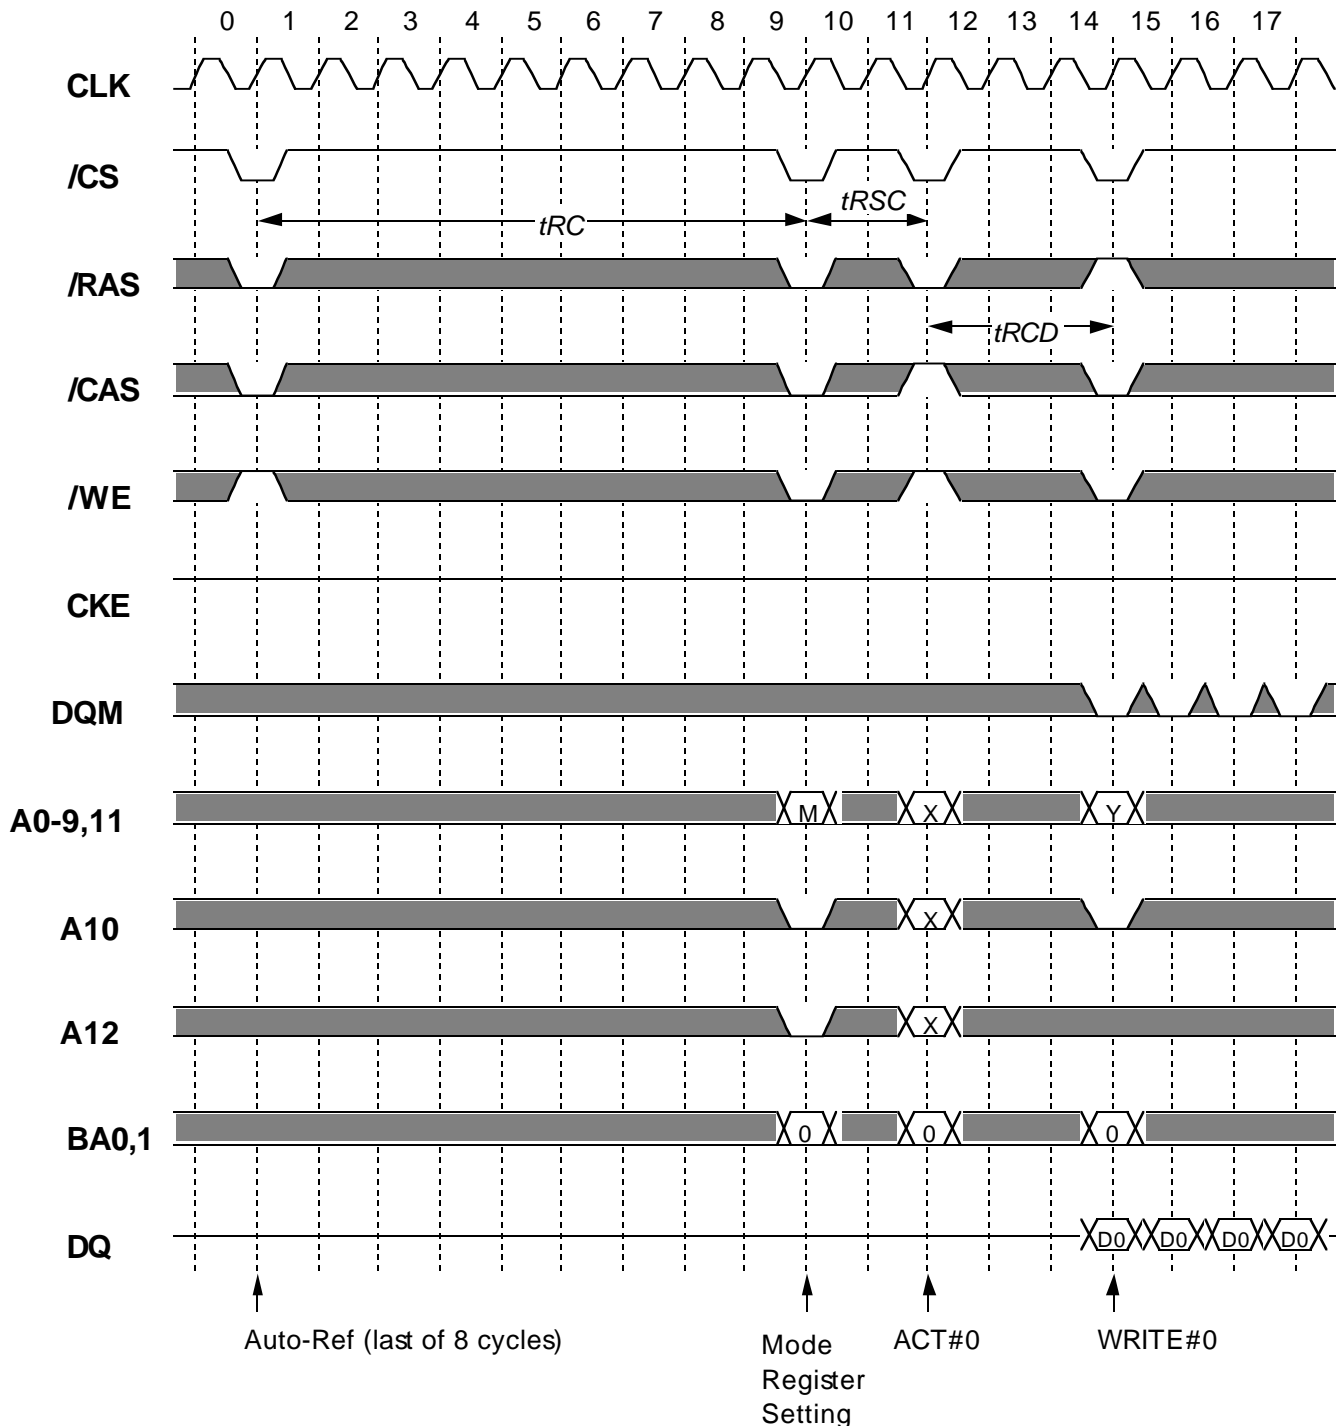 0 1 2 3 4 5 6 7 8 9 10 11 12 13 14 15 16 17
CLK
/CS
tRSC
tRC
/RAS
tRCD
/CAS
/WE
CKE
DQM
A0-9,11 M X Y
A10 X
A12 X
BA0,1 0 0 0
DQ D0 D0 D0 D0
Auto-Ref (last of 8 cycles) Mode ACT#0 WRITE#0
Register
Setting